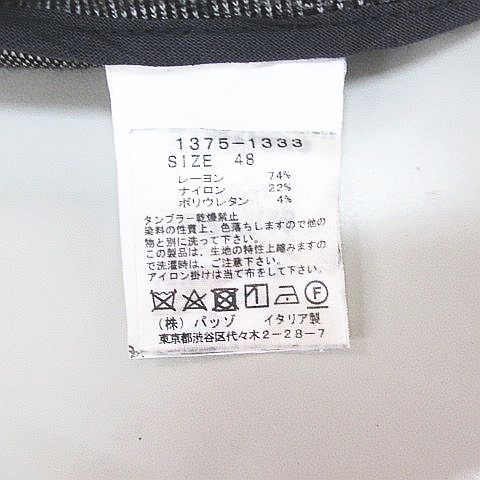 1375-1333
SIZE 48
レーヨン 74%
ナイロン 22%
ポリウレタン 4%
タンブラー乾燥禁止
染料の性質上、色落ちしますので他の
物と別に洗って下さい。
この製品は、生地の特性上縮みますの
で洗濯時は、ご注意下さい。
アイロン掛けは当て布をして下さい。
F
(株) バッゾ イタリア製
東京都渋谷区代々木2-28-7